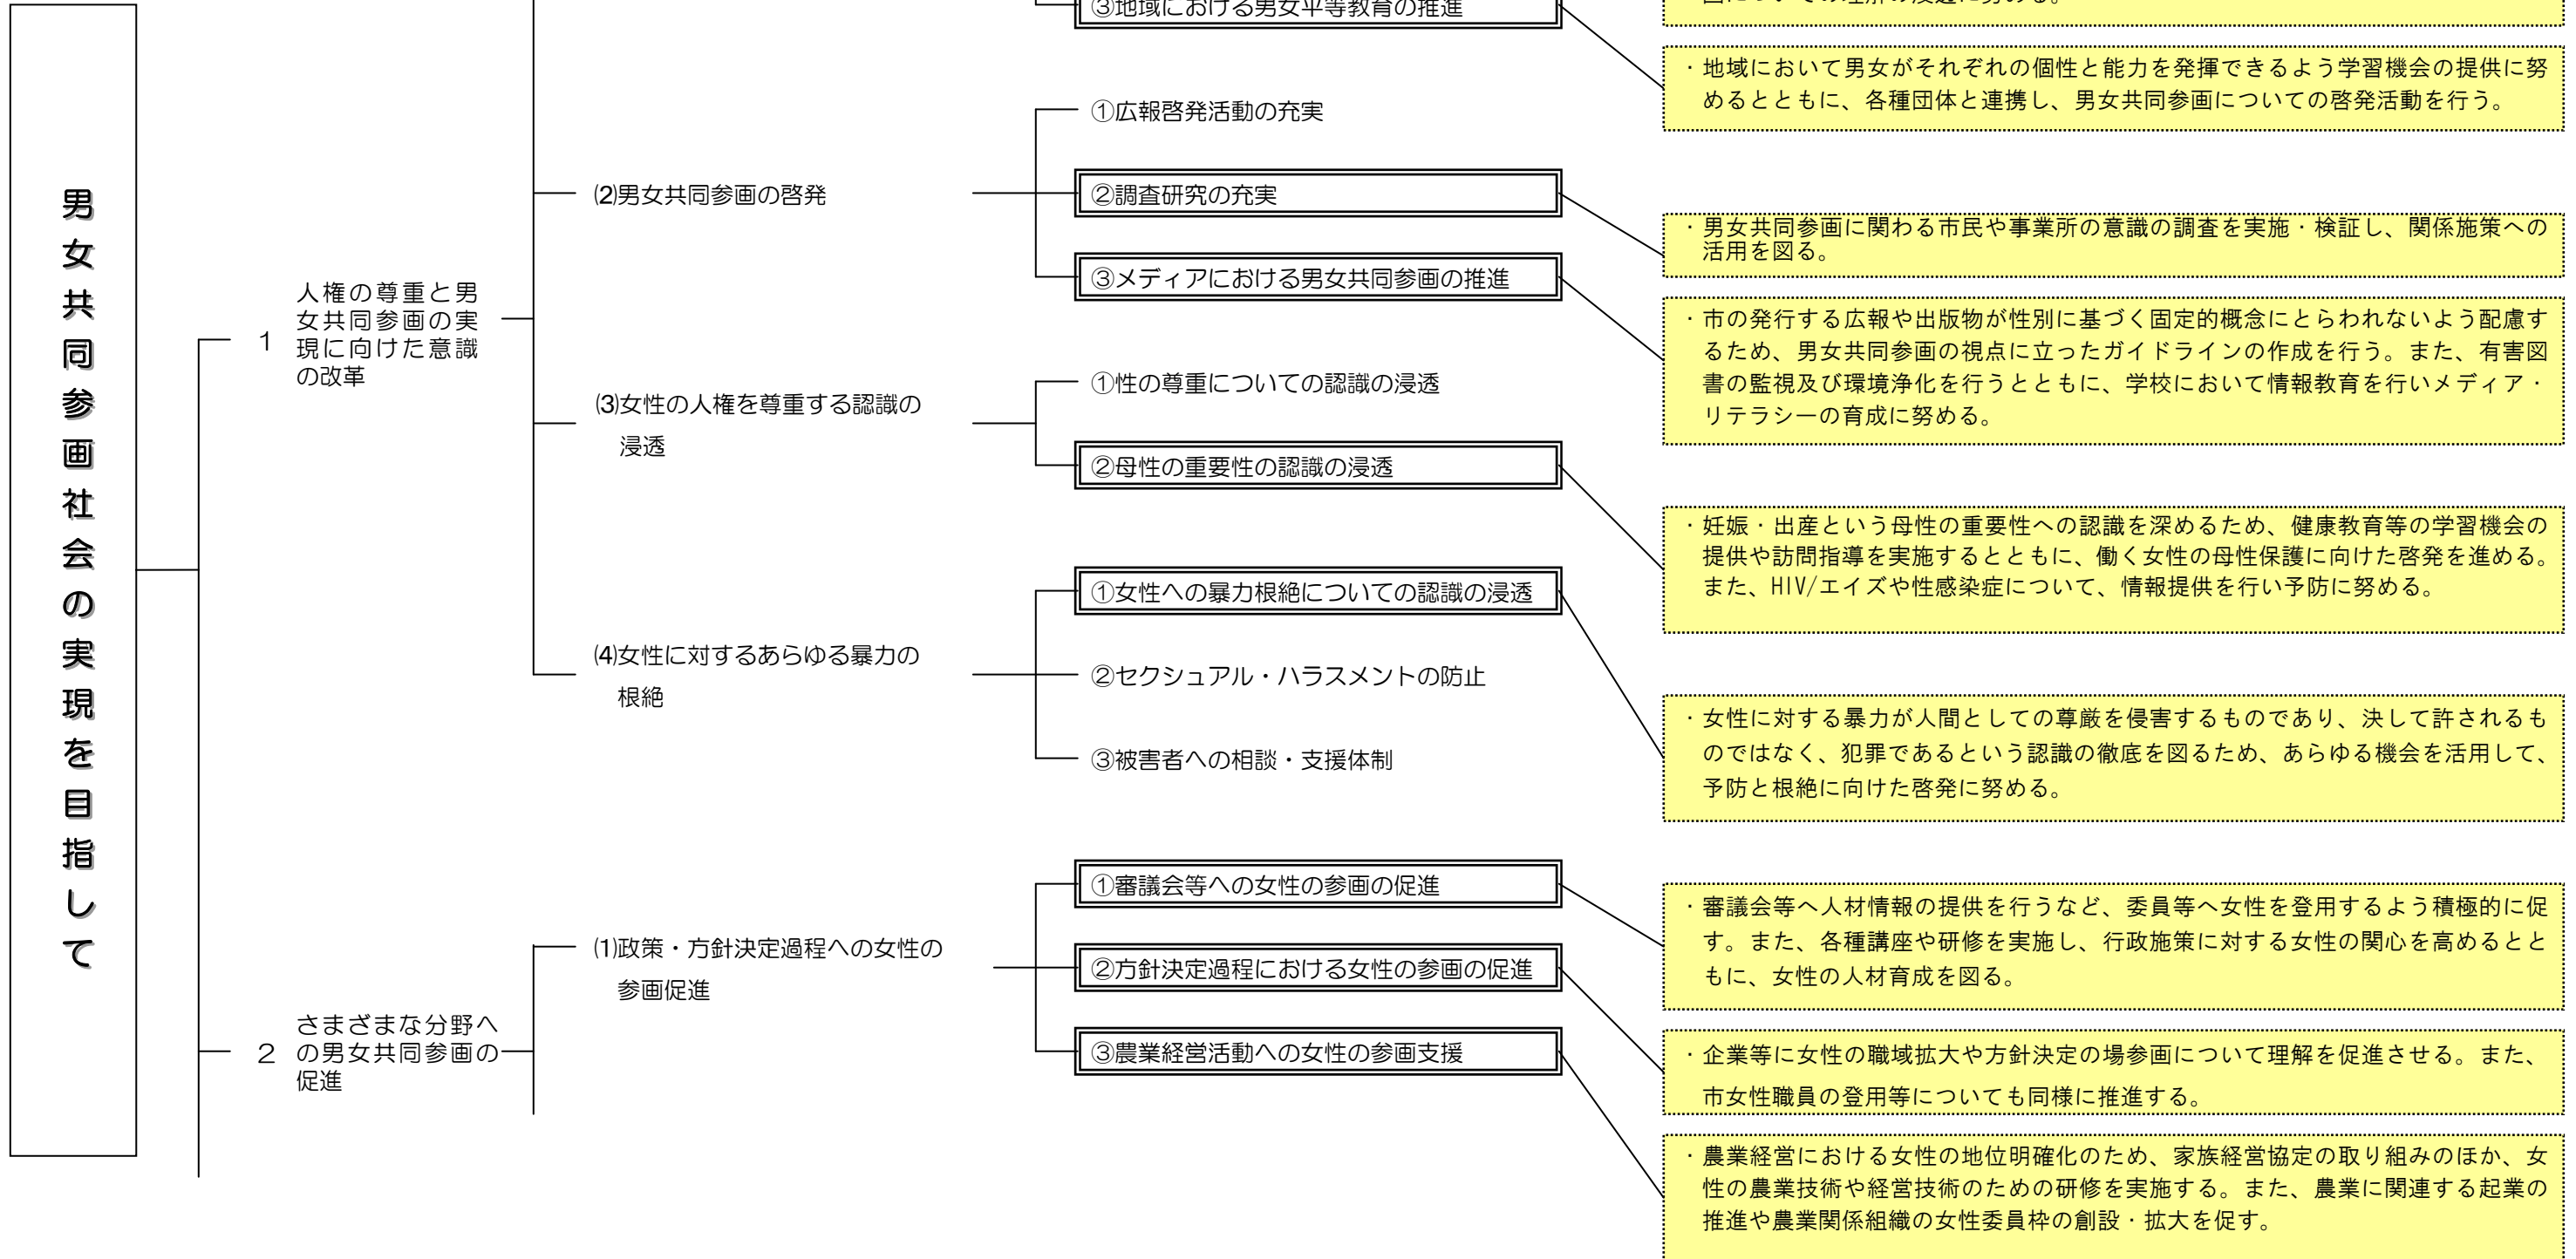 男女共同参画社会の実現を目指して
1
人権の尊重と男
女共同参画の実
現に向けた意識
の改革
2
さまざまな分野へ
の男女共同参画の
促進
⑵男女共同参画の啓発
⑶女性の人権を尊重する認識の
浸透
⑷女性に対するあらゆる暴力の
根絶
⑴政策・方針決定過程への女性の
参画促進
③地域における男女平等教育の推進
①広報啓発活動の充実
②調査研究の充実
③メディアにおける男女共同参画の推進
①性の尊重についての認識の浸透
②母性の重要性の認識の浸透
①女性への暴力根絶についての認識の浸透
②セクシュアル・ハラスメントの防止
③被害者への相談・支援体制
①審議会等への女性の参画の促進
②方針決定過程における女性の参画の促進
③農業経営活動への女性の参画支援
・地域において男女がそれぞれの個性と能力を発揮できるよう学習機会の提供に努
めるとともに、各種団体と連携し、男女共同参画についての啓発活動を行う。
・男女共同参画に関わる市民や事業所の意識の調査を実施・検証し、関係施策への
活用を図る。
・市の発行する広報や出版物が性別に基づく固定的概念にとらわれないよう配慮す
るため、男女共同参画の視点に立ったガイドラインの作成を行う。また、有害図
書の監視及び環境浄化を行うとともに、学校において情報教育を行いメディア・
リテラシーの育成に努める。
・妊娠・出産という母性の重要性への認識を深めるため、健康教育等の学習機会の
提供や訪問指導を実施するとともに、働く女性の母性保護に向けた啓発を進める。
また、HIV/エイズや性感染症について、情報提供を行い予防に努める。
・女性に対する暴力が人間としての尊厳を侵害するものであり、決して許されるも
のではなく、犯罪であるという認識の徹底を図るため、あらゆる機会を活用して、
予防と根絶に向けた啓発に努める。
・審議会等へ人材情報の提供を行うなど、委員等へ女性を登用するよう積極的に促
す。また、各種講座や研修を実施し、行政施策に対する女性の関心を高めるとと
もに、女性の人材育成を図る。
・企業等に女性の職域拡大や方針決定の場参画について理解を促進させる。また、
市女性職員の登用等についても同様に推進する。
・農業経営における女性の地位明確化のため、家族経営協定の取り組みのほか、女
性の農業技術や経営技術のための研修を実施する。また、農業に関連する起業の
推進や農業関係組織の女性委員枠の創設・拡大を促す。